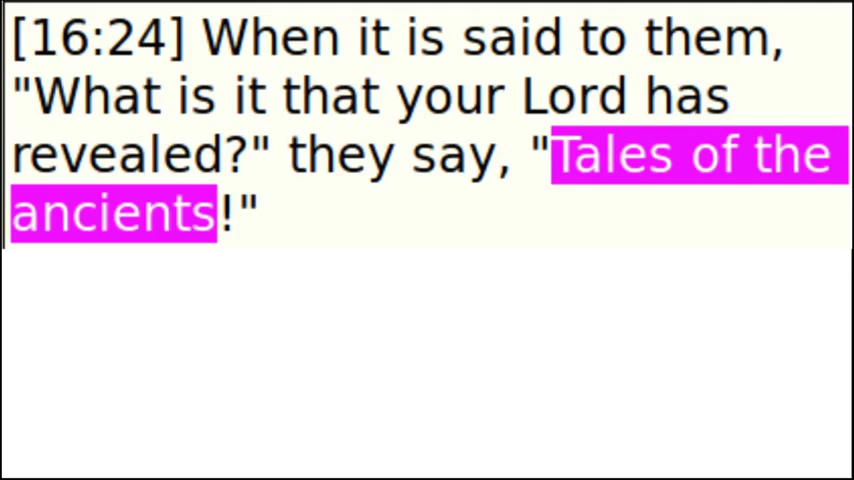 [16:24] When it is said to them,
"What is it that your Lord has
revealed?" they say, "Tales of the
ancients!"